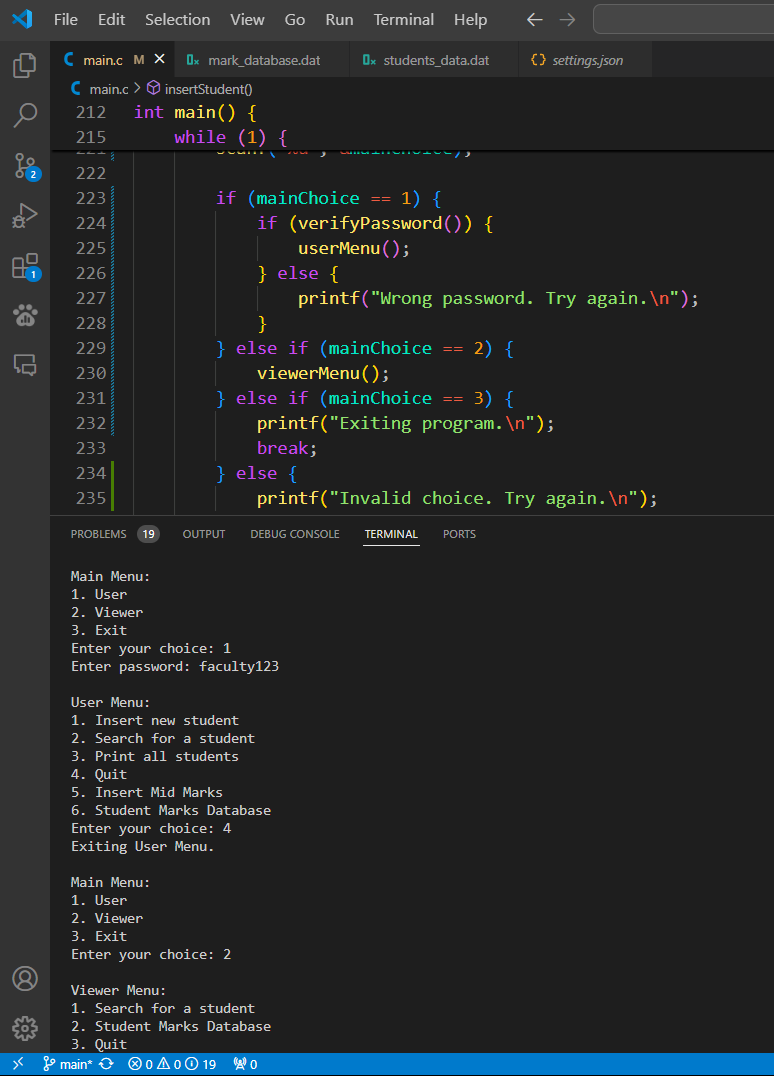 File Edit Selection View Go Run Terminal Help
main.c M mark_database.dat students_data.dat settings.json
main.c > insertStudent()
212 int main() {
215 while (1) {
222
223 if (mainChoice == 1) {
224 if (verifyPassword()) {
225 userMenu();
226 } else {
227 printf("Wrong password. Try again.\n");
228 }
229 } else if (mainChoice == 2) {
230 viewerMenu();
231 } else if (mainChoice == 3) {
232 printf("Exiting program.\n");
233 break;
234 } else {
235 printf("Invalid choice. Try again.\n");
2
1
PROBLEMS 19 OUTPUT DEBUG CONSOLE TERMINAL PORTS
Main Menu:
1. User
2. Viewer
3. Exit
Enter your choice: 1
Enter password: faculty123
User Menu:
1. Insert new student
2. Search for a student
3. Print all students
4. Quit
5. Insert Mid Marks
6. Student Marks Database
Enter your choice: 4
Exiting User Menu.
Main Menu:
1. User
2. Viewer
3. Exit
Enter your choice: 2
Viewer Menu:
1. Search for a student
2. Student Marks Database
3. Quit
main* 0 0 19 0